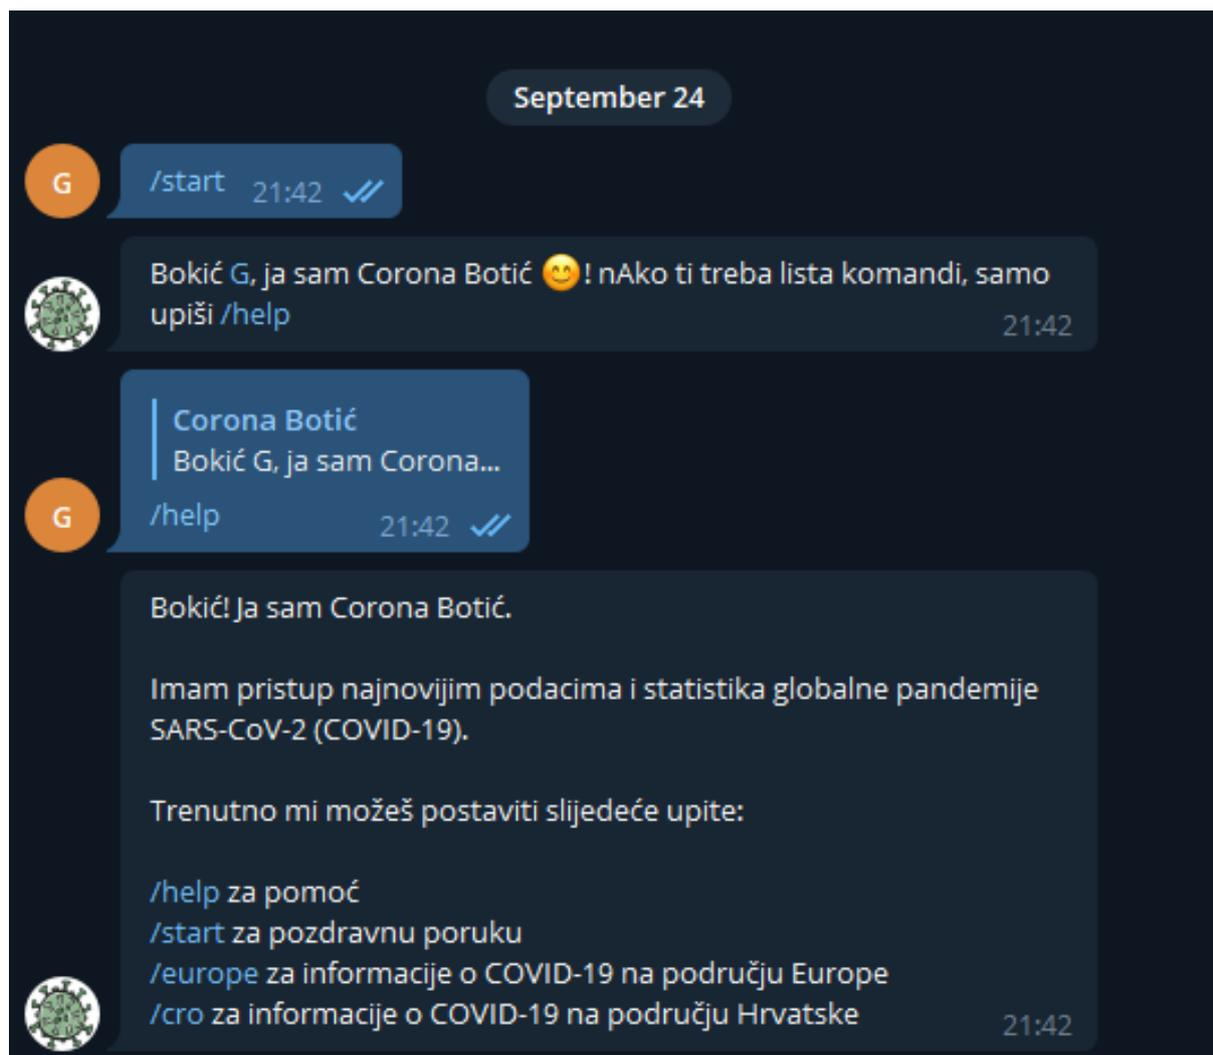 September 24
G
/start 21:42
Bokić G, ja sam Corona Botić 😊! nAko ti treba lista komandi, samo
upiši /help
21:42
Corona Botić
Bokić G, ja sam Corona...
G
/help 21:42
Bokić! Ja sam Corona Botić.
Imam pristup najnovijim podacima i statistika globalne pandemije
SARS-CoV-2 (COVID-19).
Trenutno mi možeš postaviti slijedeće upite:
/help za pomoć
/start za pozdravnu poruku
/europe za informacije o COVID-19 na području Europe
/cro za informacije o COVID-19 na području Hrvatske
21:42